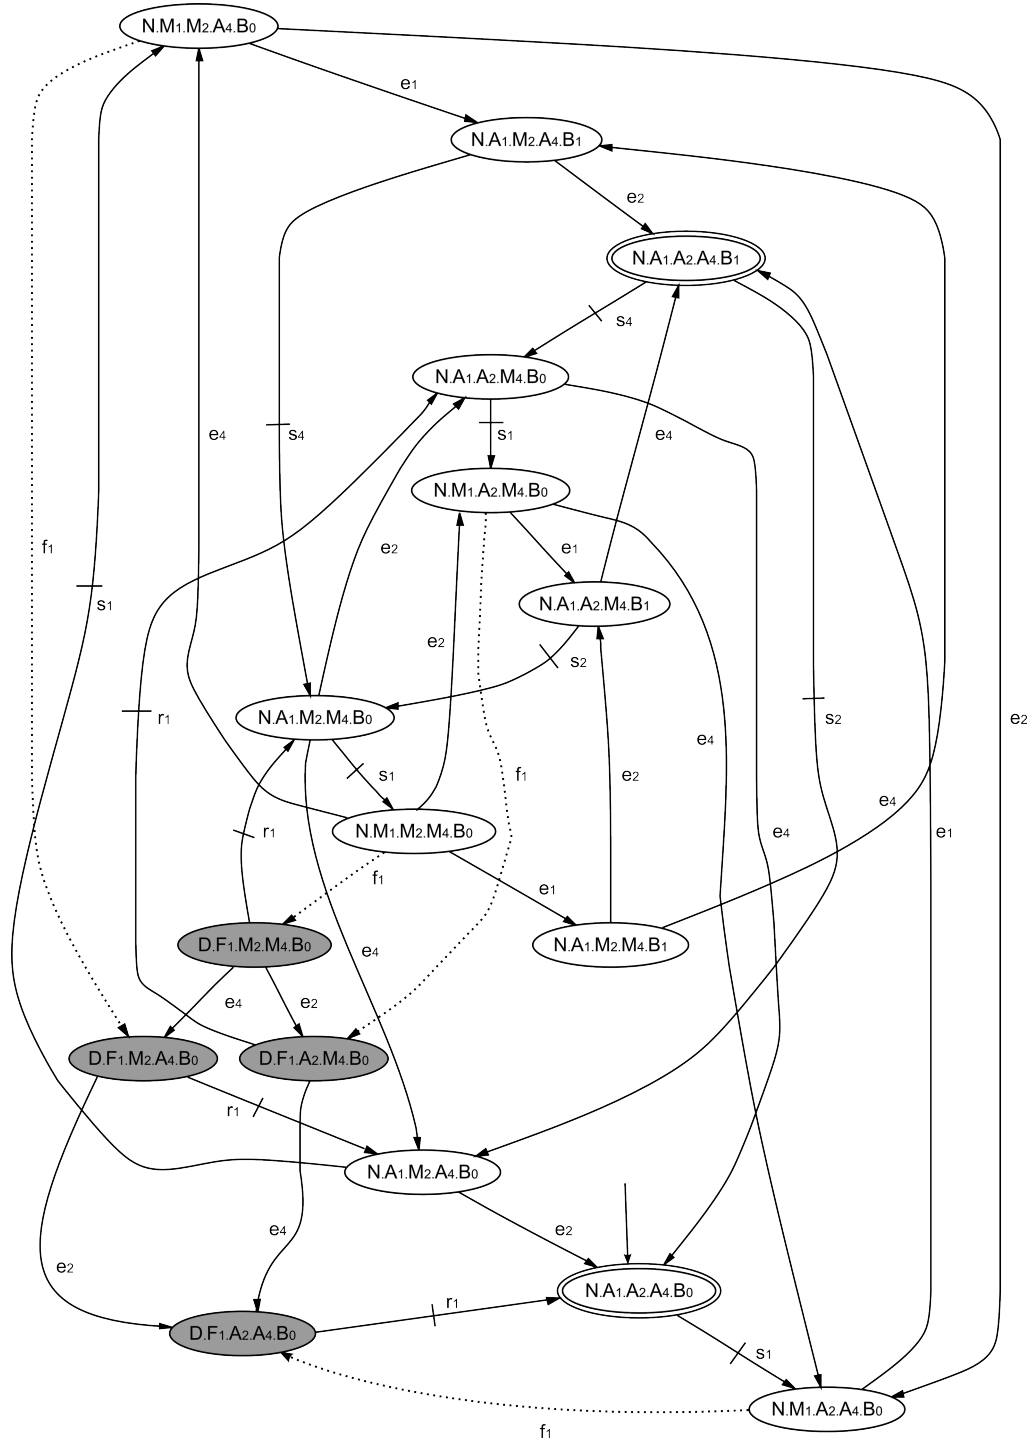 N.M1.M2.A4.B0
e1
N.A1.M2.A4.B1
e2
N.A1.A2.A4.B1
s4
N.A1.A2.M4.B0
e4
s4
s1
e4
N.M1.A2.M4.B0
f1
e2
e1
s1
N.A1.A2.M4.B1
e2
s2
N.A1.M2.M4.B0
r1
s2
e2
e4
s1
f1
e2
e4
r1
N.M1.M2.M4.B0
e4
e1
f1
e1
D.F1.M2.M4.B0
e4
N.A1.M2.M4.B1
e4
e2
D.F1.M2.A4.B0
D.F1.A2.M4.B0
r1
N.A1.M2.A4.B0
e4
e2
e2
N.A1.A2.A4.B0
r1
D.F1.A2.A4.B0
s1
N.M1.A2.A4.B0
f1